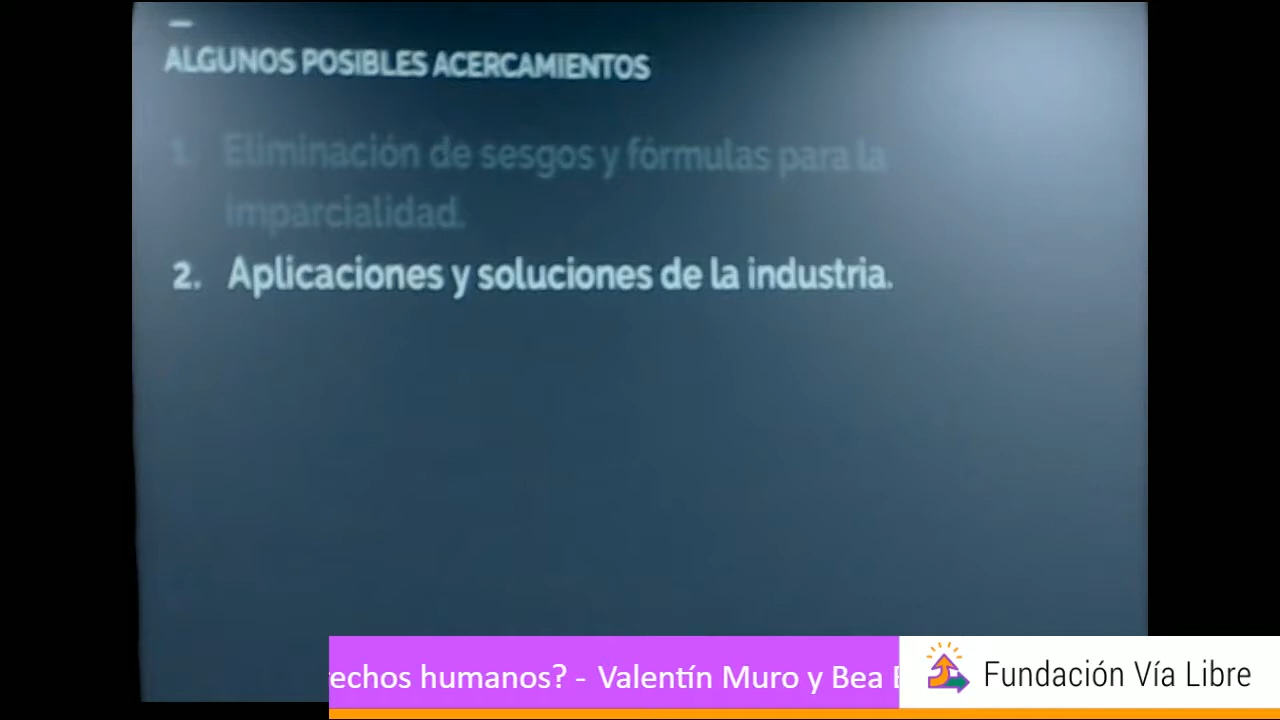 ALGUNOS POSIBLES ACERCAMIENTOS
1. Eliminación de sesgos y fórmulas para la
imparcialidad.
2. Aplicaciones y soluciones de la industria.
echos humanos? - Valentín Muro y Bea
Fundación Vía Libre